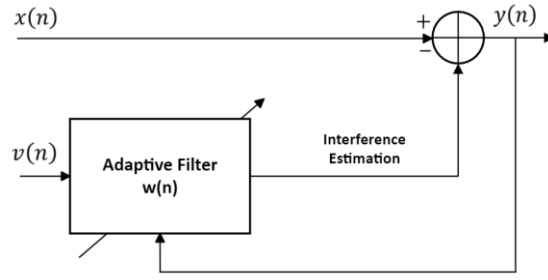 x(n)
y(n)
+
−
v(n)
Adaptive Filter
w(n)
Interference
Estimation